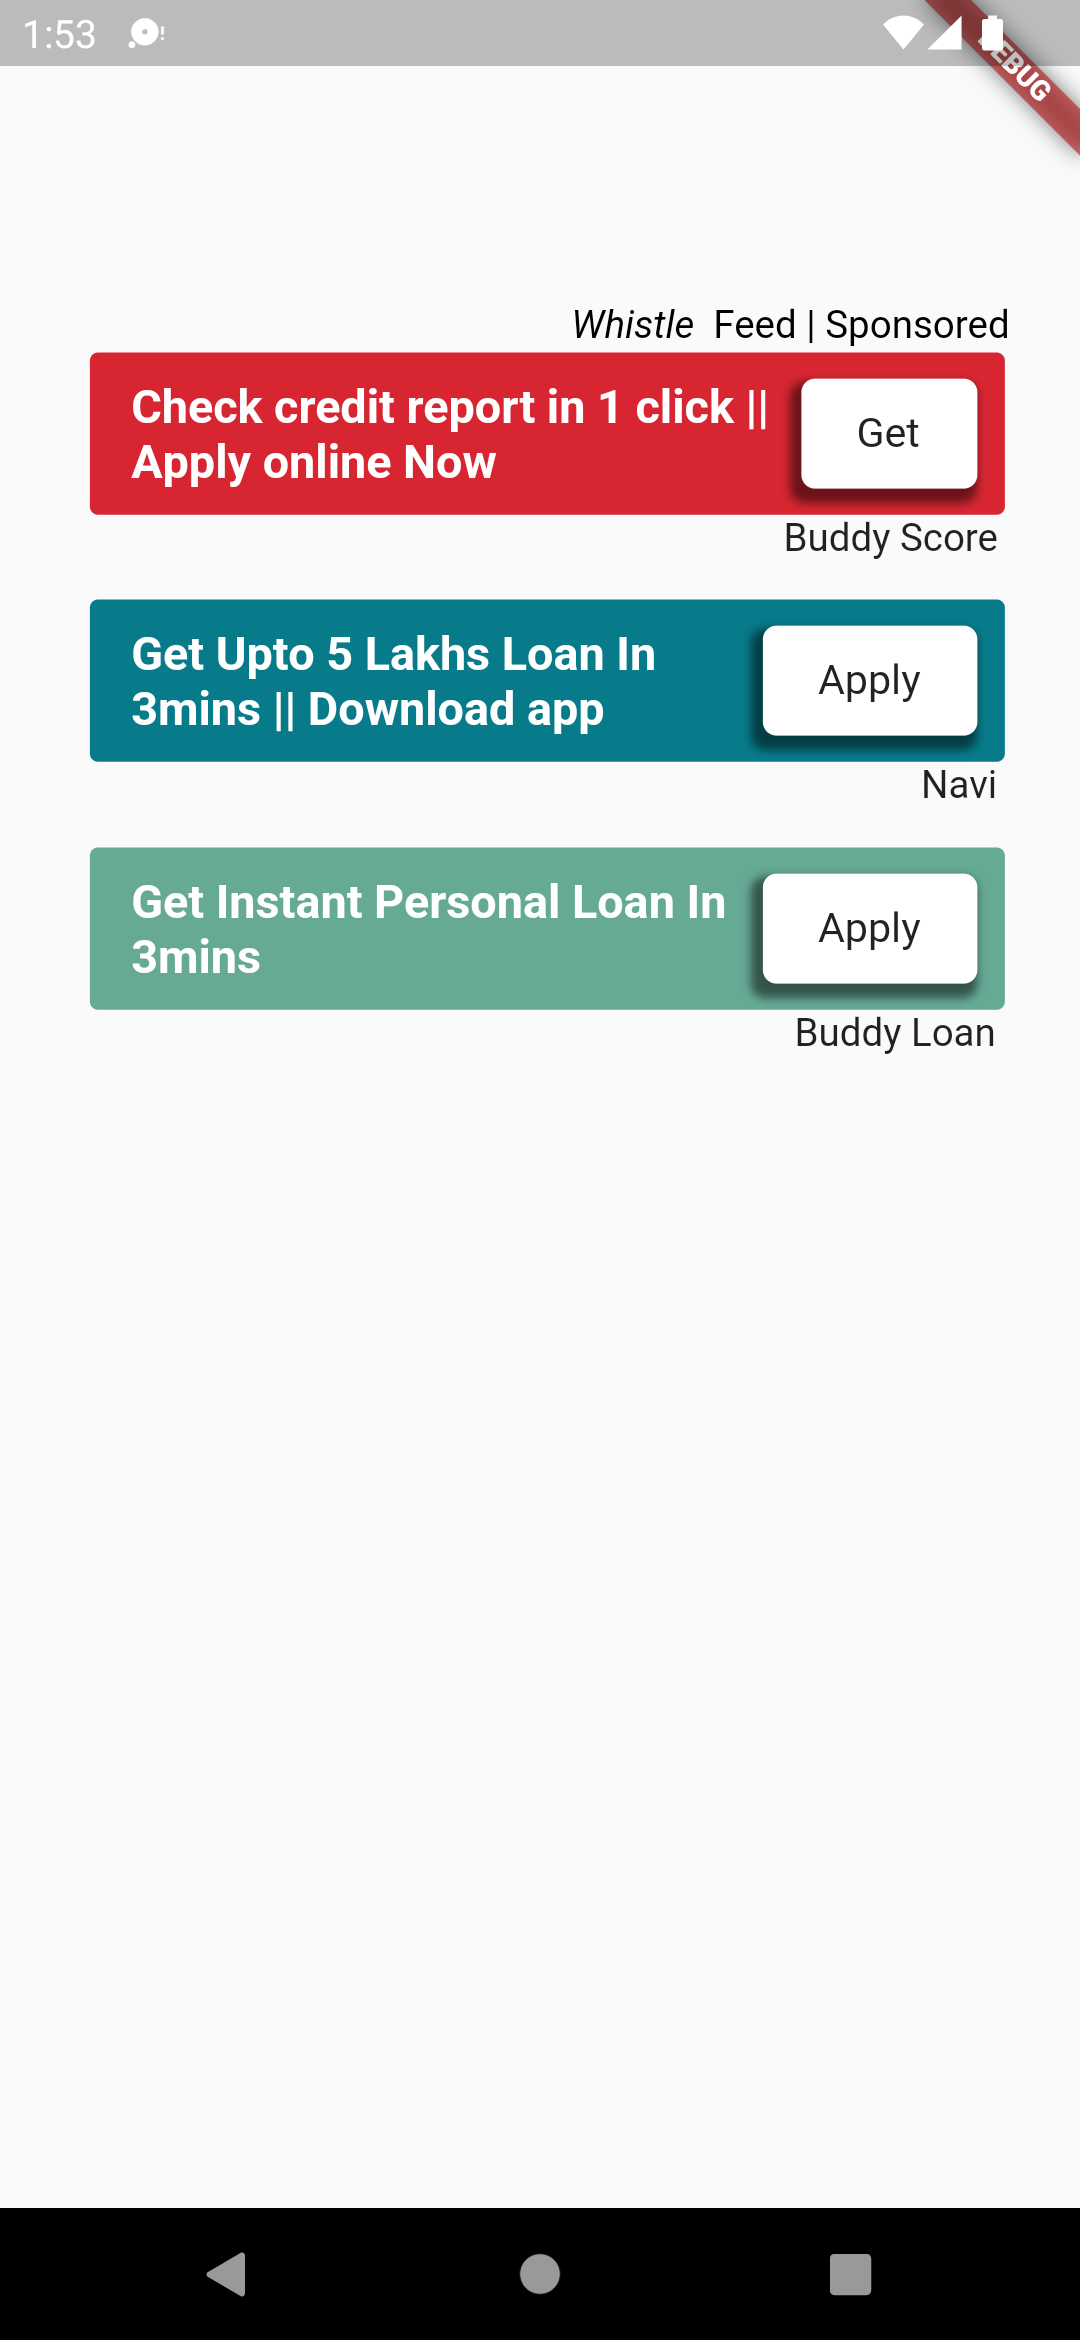 1:53
DEBUG
Whistle Feed | Sponsored
Check credit report in 1 click ||
Apply online Now
Get
Buddy Score
Get Upto 5 Lakhs Loan In
3mins || Download app
Apply
Navi
Get Instant Personal Loan In
3mins
Apply
Buddy Loan